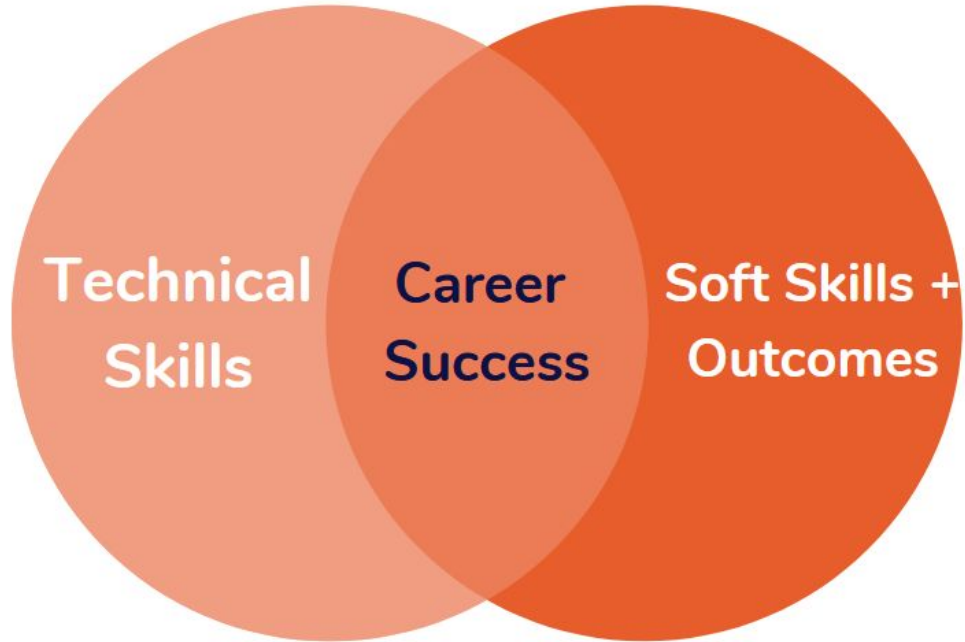 Technical
Skills
Career
Success
Soft Skills +
Outcomes